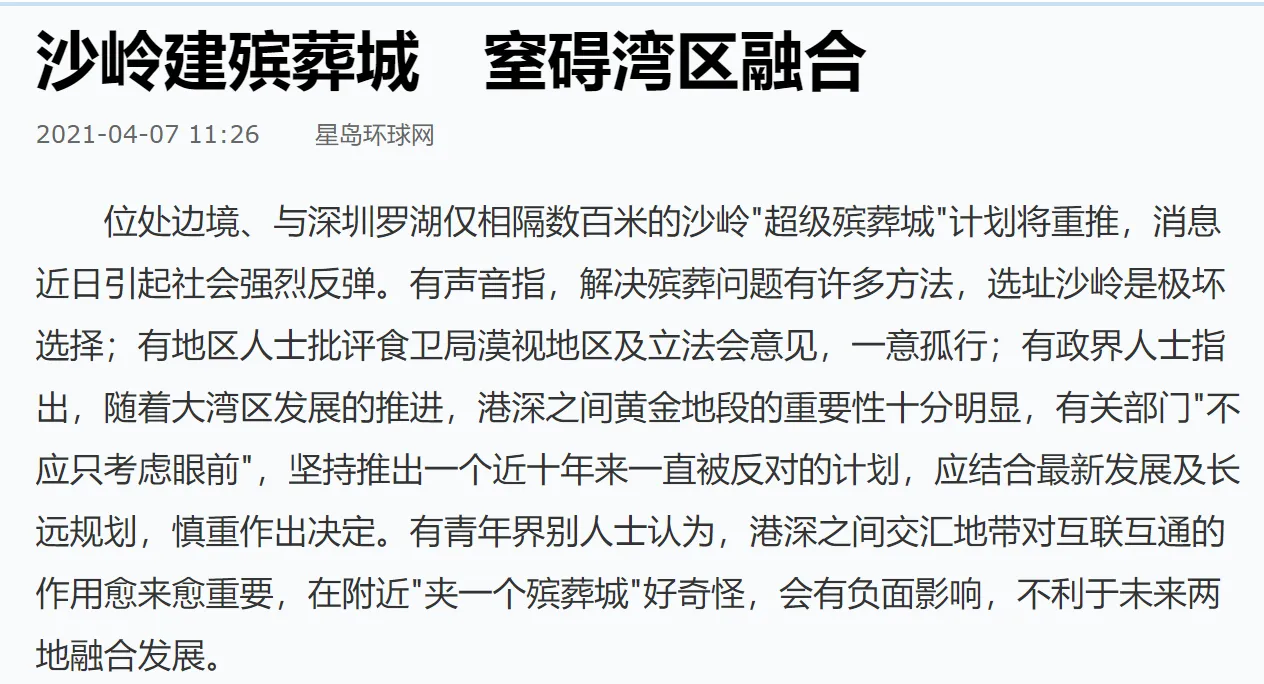 沙岭建殡葬城　窒碍湾区融合
2021-04-07 11:26　　星岛环球网
位处边境、与深圳罗湖仅相隔数百米的沙岭"超级殡葬城"计划将重推，消息
近日引起社会强烈反弹。有声音指，解决殡葬问题有许多方法，选址沙岭是极坏
选择；有地区人士批评食卫局漠视地区及立法会意见，一意孤行；有政界人士指
出，随着大湾区发展的推进，港深之间黄金地段的重要性十分明显，有关部门"不
应只考虑眼前"，坚持推出一个近十年来一直被反对的计划，应结合最新发展及长
远规划，慎重作出决定。有青年界别人士认为，港深之间交汇地带对互联互通的
作用愈来愈重要，在附近"夹一个殡葬城"好奇怪，会有负面影响，不利于未来两
地融合发展。